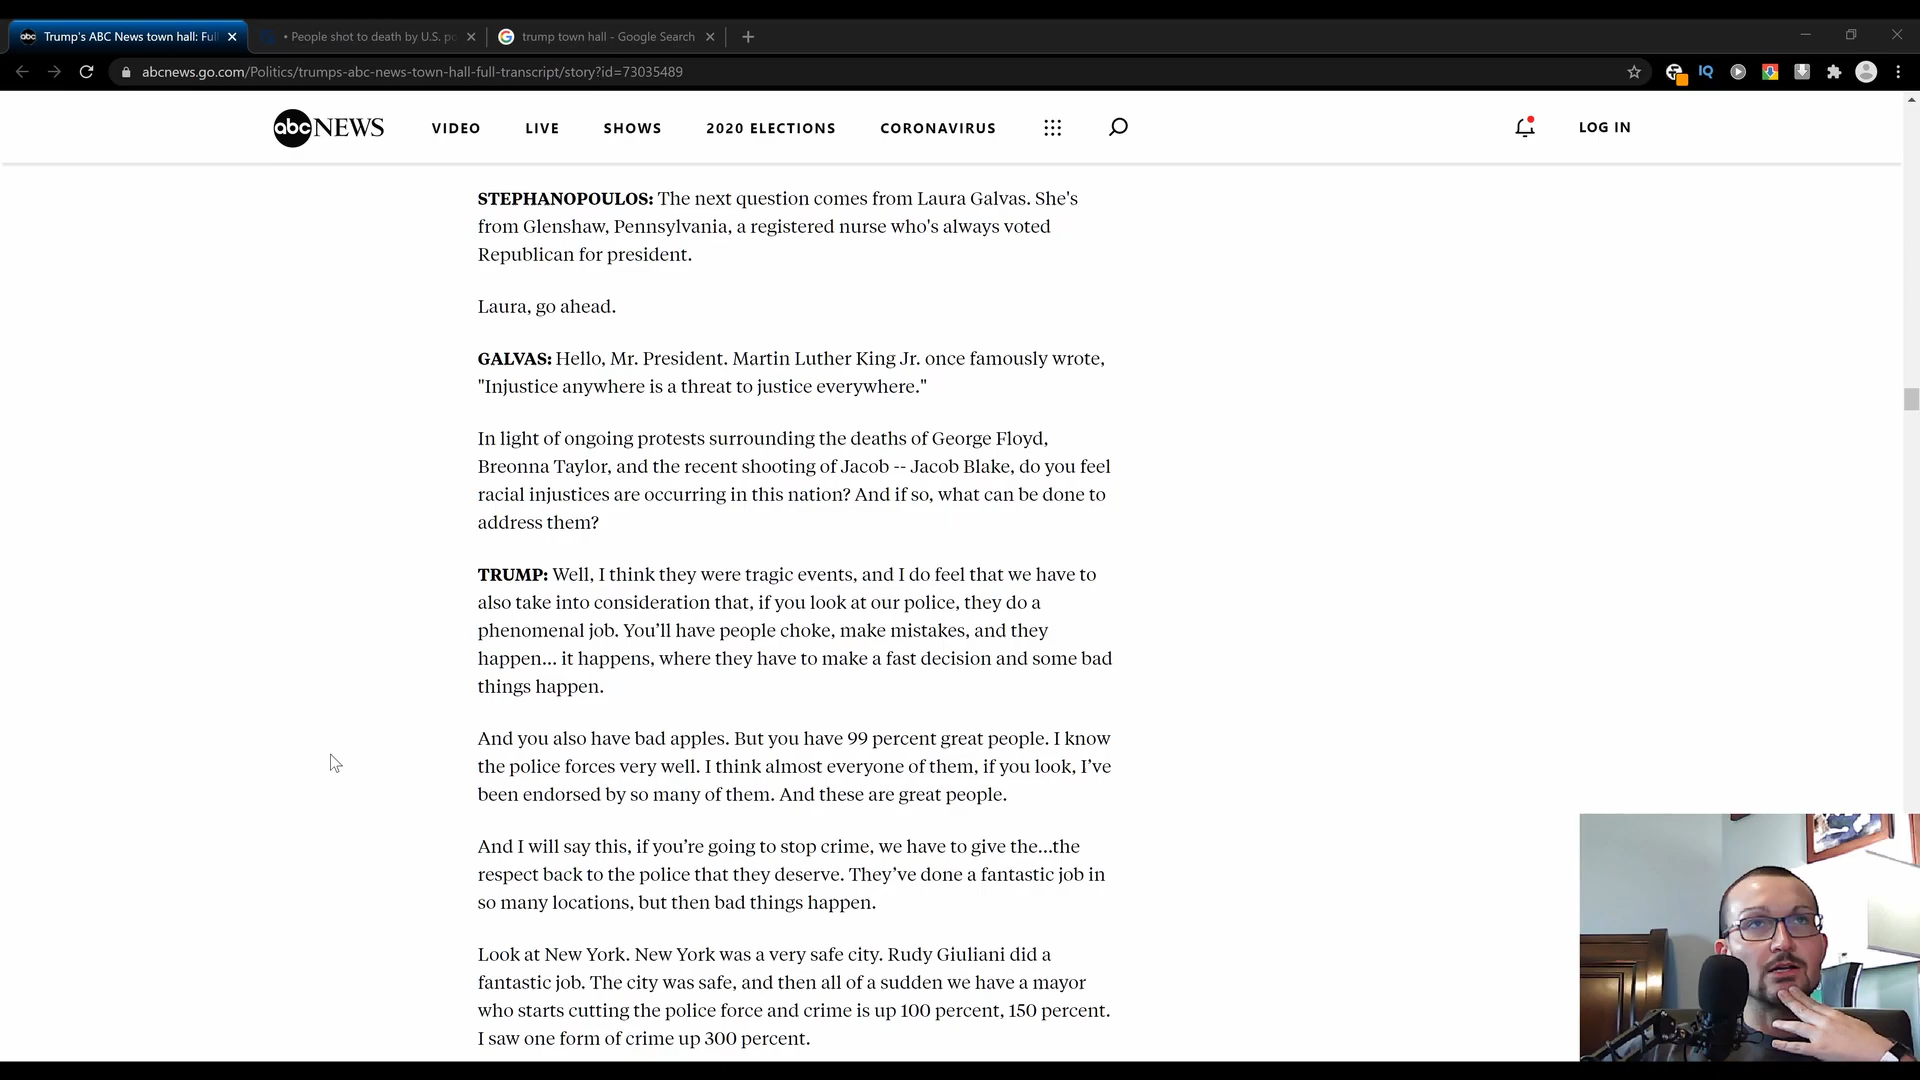 Trump's ABC News town hall: Ful
• People shot to death by U.S. po
trump town hall - Google Search
abcnews.go.com/Politics/trumps-abc-news-town-hall-full-transcript/story?id=73035489
IQ
abc NEWS
VIDEO
LIVE
SHOWS
2020 ELECTIONS
CORONAVIRUS
LOG IN
STEPHANOPOULOS: The next question comes from Laura Galvas. She's
from Glenshaw, Pennsylvania, a registered nurse who's always voted
Republican for president.
Laura, go ahead.
GALVAS: Hello, Mr. President. Martin Luther King Jr. once famously wrote,
"Injustice anywhere is a threat to justice everywhere."
In light of ongoing protests surrounding the deaths of George Floyd,
Breonna Taylor, and the recent shooting of Jacob -- Jacob Blake, do you feel
racial injustices are occurring in this nation? And if so, what can be done to
address them?
TRUMP: Well, I think they were tragic events, and I do feel that we have to
also take into consideration that, if you look at our police, they do a
phenomenal job. You’ll have people choke, make mistakes, and they
happen... it happens, where they have to make a fast decision and some bad
things happen.
And you also have bad apples. But you have 99 percent great people. I know
the police forces very well. I think almost everyone of them, if you look, I’ve
been endorsed by so many of them. And these are great people.
And I will say this, if you’re going to stop crime, we have to give the...the
respect back to the police that they deserve. They’ve done a fantastic job in
so many locations, but then bad things happen.
Look at New York. New York was a very safe city. Rudy Giuliani did a
fantastic job. The city was safe, and then all of a sudden we have a mayor
who starts cutting the police force and crime is up 100 percent, 150 percent.
I saw one form of crime up 300 percent.